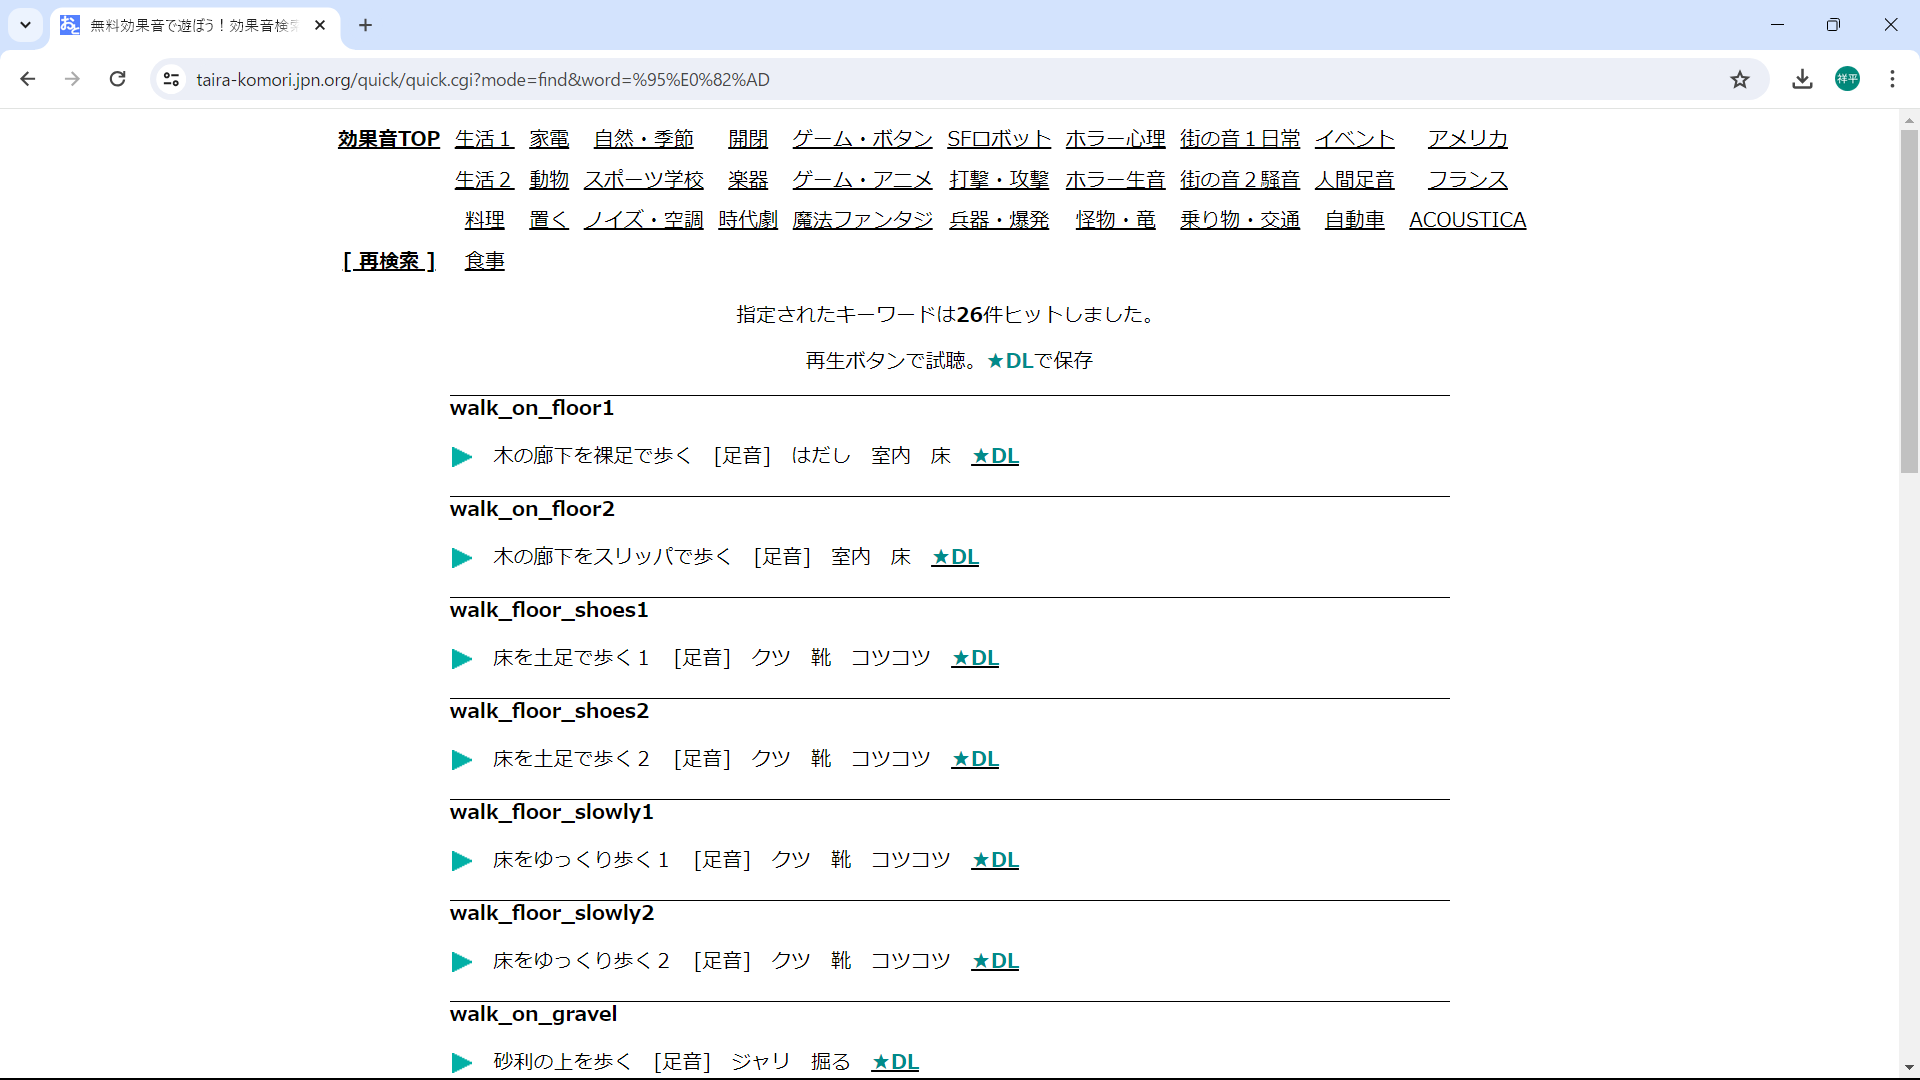 無料効果音で遊ぼう！効果音検索
taira-komori.jpn.org/quick/quick.cgi?mode=find&word=%95%E0%82%AD
祥平
効果音TOP 生活１ 家電 自然・季節 開閉 ゲーム・ボタン SFロボット ホラー心理 街の音１日常 イベント アメリカ
生活２ 動物 スポーツ学校 楽器 ゲーム・アニメ 打撃・攻撃 ホラー生音 街の音２騒音 人間足音 フランス
料理 置く ノイズ・空調 時代劇 魔法ファンタジ 兵器・爆発 怪物・竜 乗り物・交通 自動車 ACOUSTICA
[ 再検索 ] 食事
指定されたキーワードは26件ヒットしました。
再生ボタンで試聴。★DLで保存
walk_on_floor1
木の廊下を裸足で歩く　[足音]　はだし　室内　床　★DL
walk_on_floor2
木の廊下をスリッパで歩く　[足音]　室内　床　★DL
walk_floor_shoes1
床を土足で歩く１　[足音]　クツ　靴　コツコツ　★DL
walk_floor_shoes2
床を土足で歩く２　[足音]　クツ　靴　コツコツ　★DL
walk_floor_slowly1
床をゆっくり歩く１　[足音]　クツ　靴　コツコツ　★DL
walk_floor_slowly2
床をゆっくり歩く２　[足音]　クツ　靴　コツコツ　★DL
walk_on_gravel
砂利の上を歩く　[足音]　ジャリ　掘る　★DL